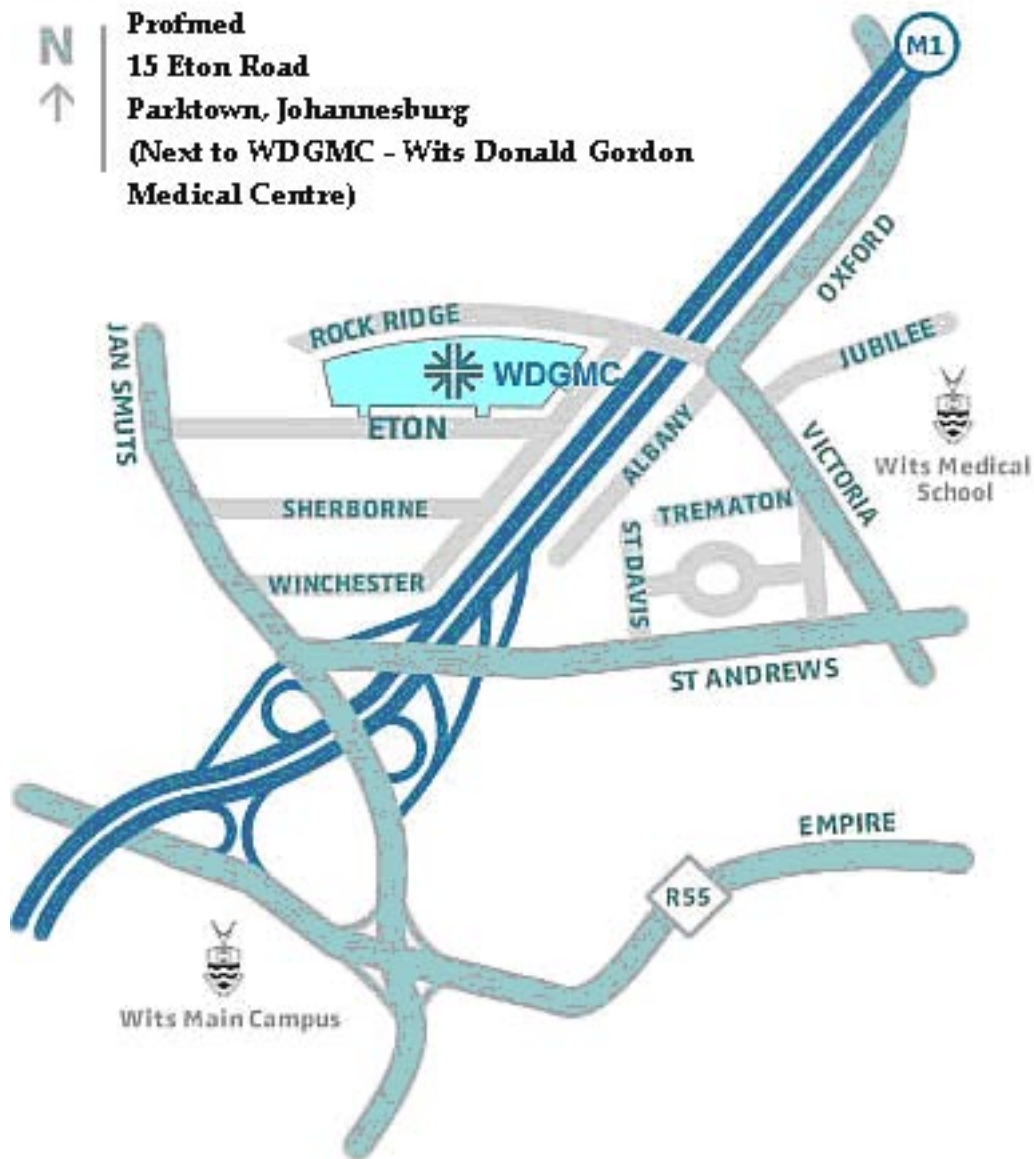 N
Profmed
15 Eton Road
Parktown, Johannesburg
(Next to WDGMC - Wits Donald Gordon
Medical Centre)
M1
OXFORD
ROCK RIDGE
JAN SMUTS
WDGMC
JUBILEE
ETON
ALBANY
VICTORIA
Wits Medical
School
SHERBORNE
TREMATON
ST DAVIS
WINCHESTER
ST ANDREWS
EMPIRE
R55
Wits Main Campus